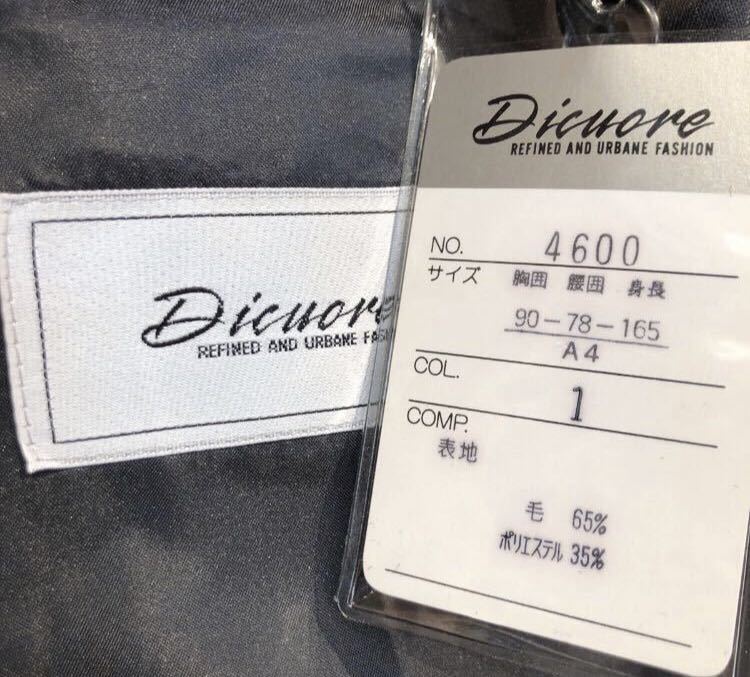 Dicuore
REFINED AND URBANE FASHION
NO. 4600
サイズ 胸囲 腰囲 身長
90-78-165
A4
COL. 1
COMP.
表地
毛 65%
ポリエステル 35%
Dicuore
REFINED AND URBANE